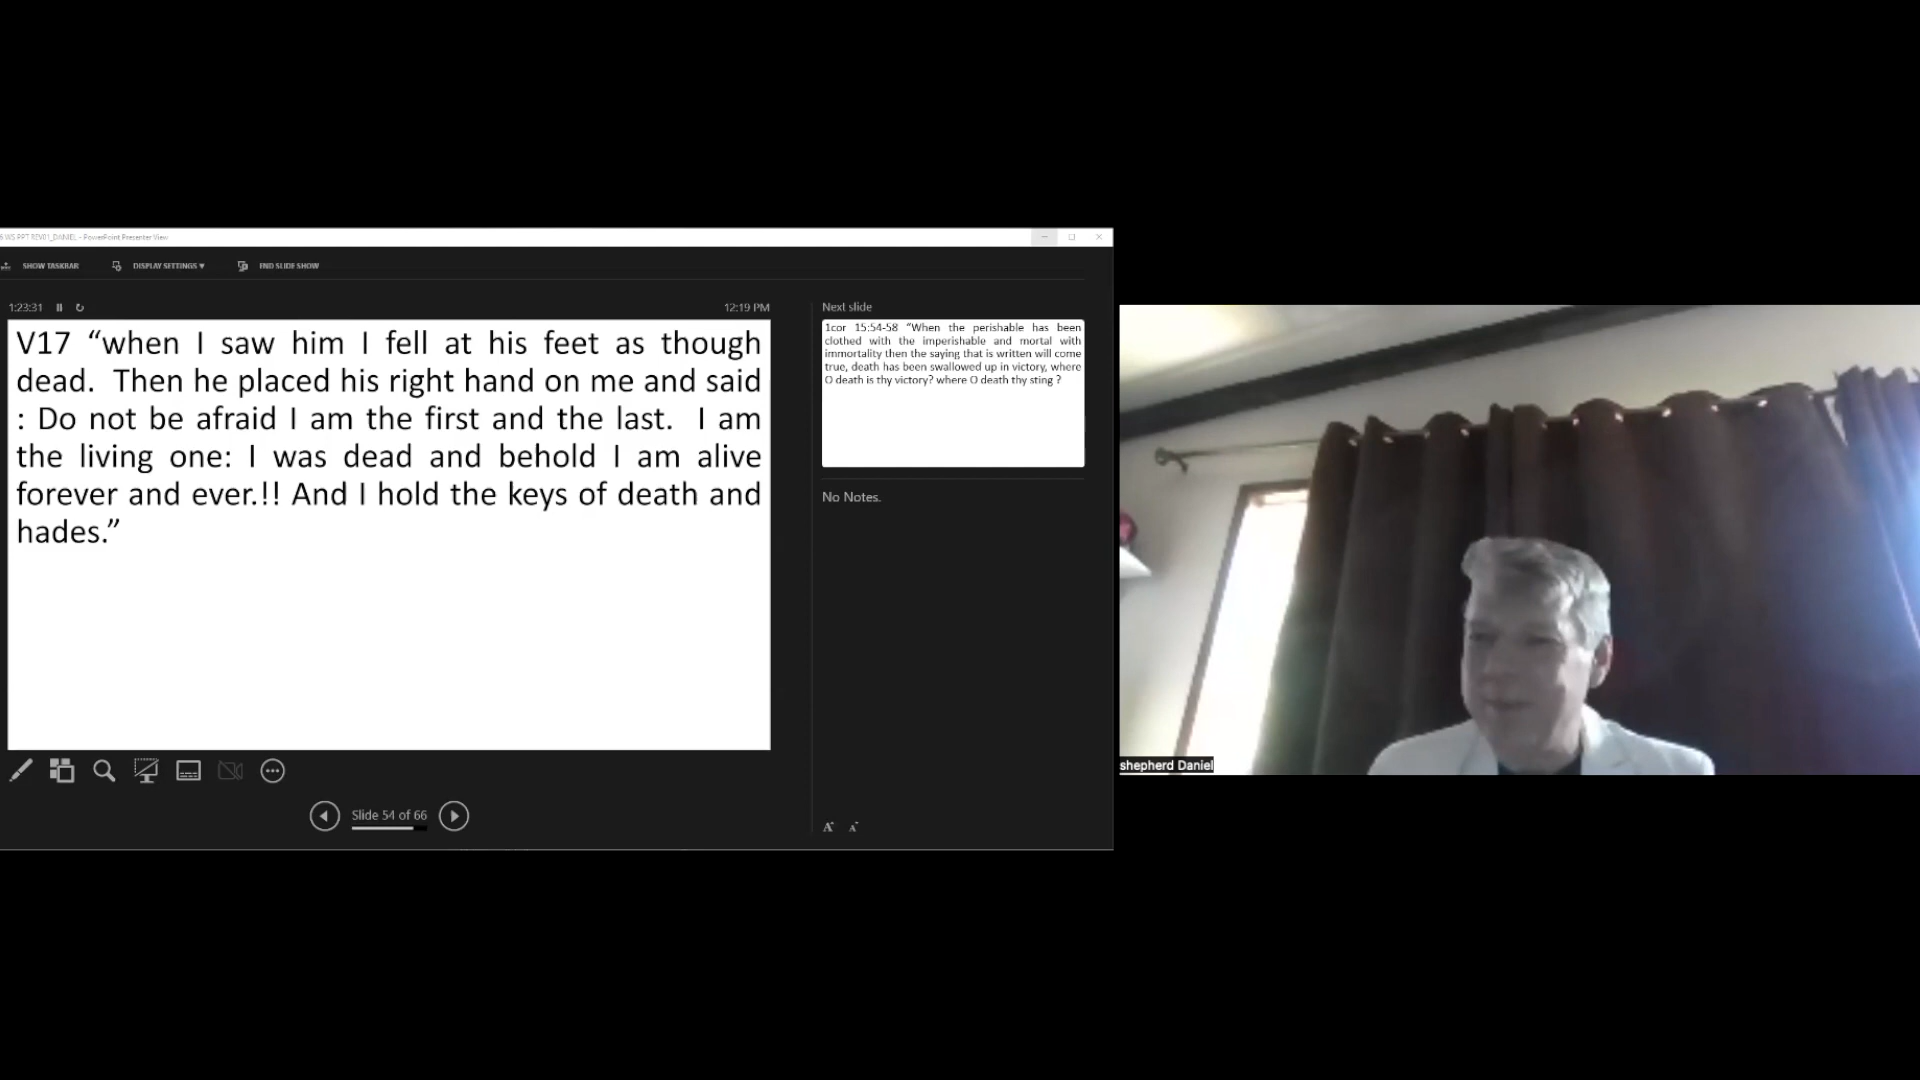 PPT REV01_DANIEL - PowerPoint Presenter View
SHOW TASKBAR DISPLAY SETTINGS ▾ END SLIDE SHOW
1:23:31 12:19 PM
V17 “when I saw him I fell at his feet as though
dead. Then he placed his right hand on me and said
: Do not be afraid I am the first and the last. I am
the living one: I was dead and behold I am alive
forever and ever.!! And I hold the keys of death and
hades.”
Slide 54 of 66
Next slide
1cor 15:54-58 “When the perishable has been
clothed with the imperishable and mortal with
immortality then the saying that is written will come
true, death has been swallowed up in victory, where
O death is thy victory? where O death thy sting ?
No Notes.
A A
shepherd Daniel